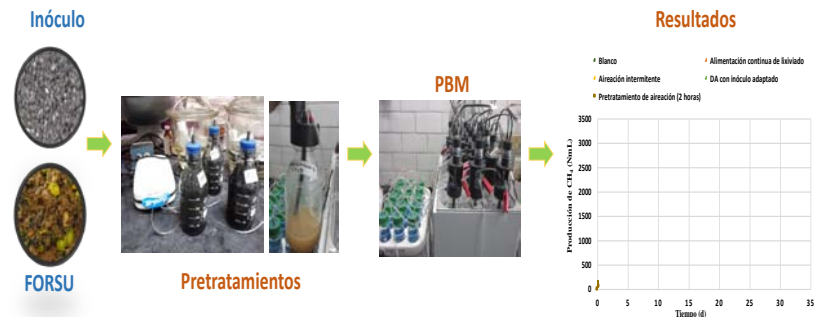 Inóculo
FORSU
Pretratamientos
PBM
Resultados
Blanco
Alimentación continua de lixiviado
Aireación intermitente
DA con inóculo adaptado
Pretratamiento de aireación (2 horas)
Producción de CH₄ (NmL)
3500
3000
2500
2000
1500
1000
500
0
0 5 10 15 20 25 30 35
Tiempo (d)